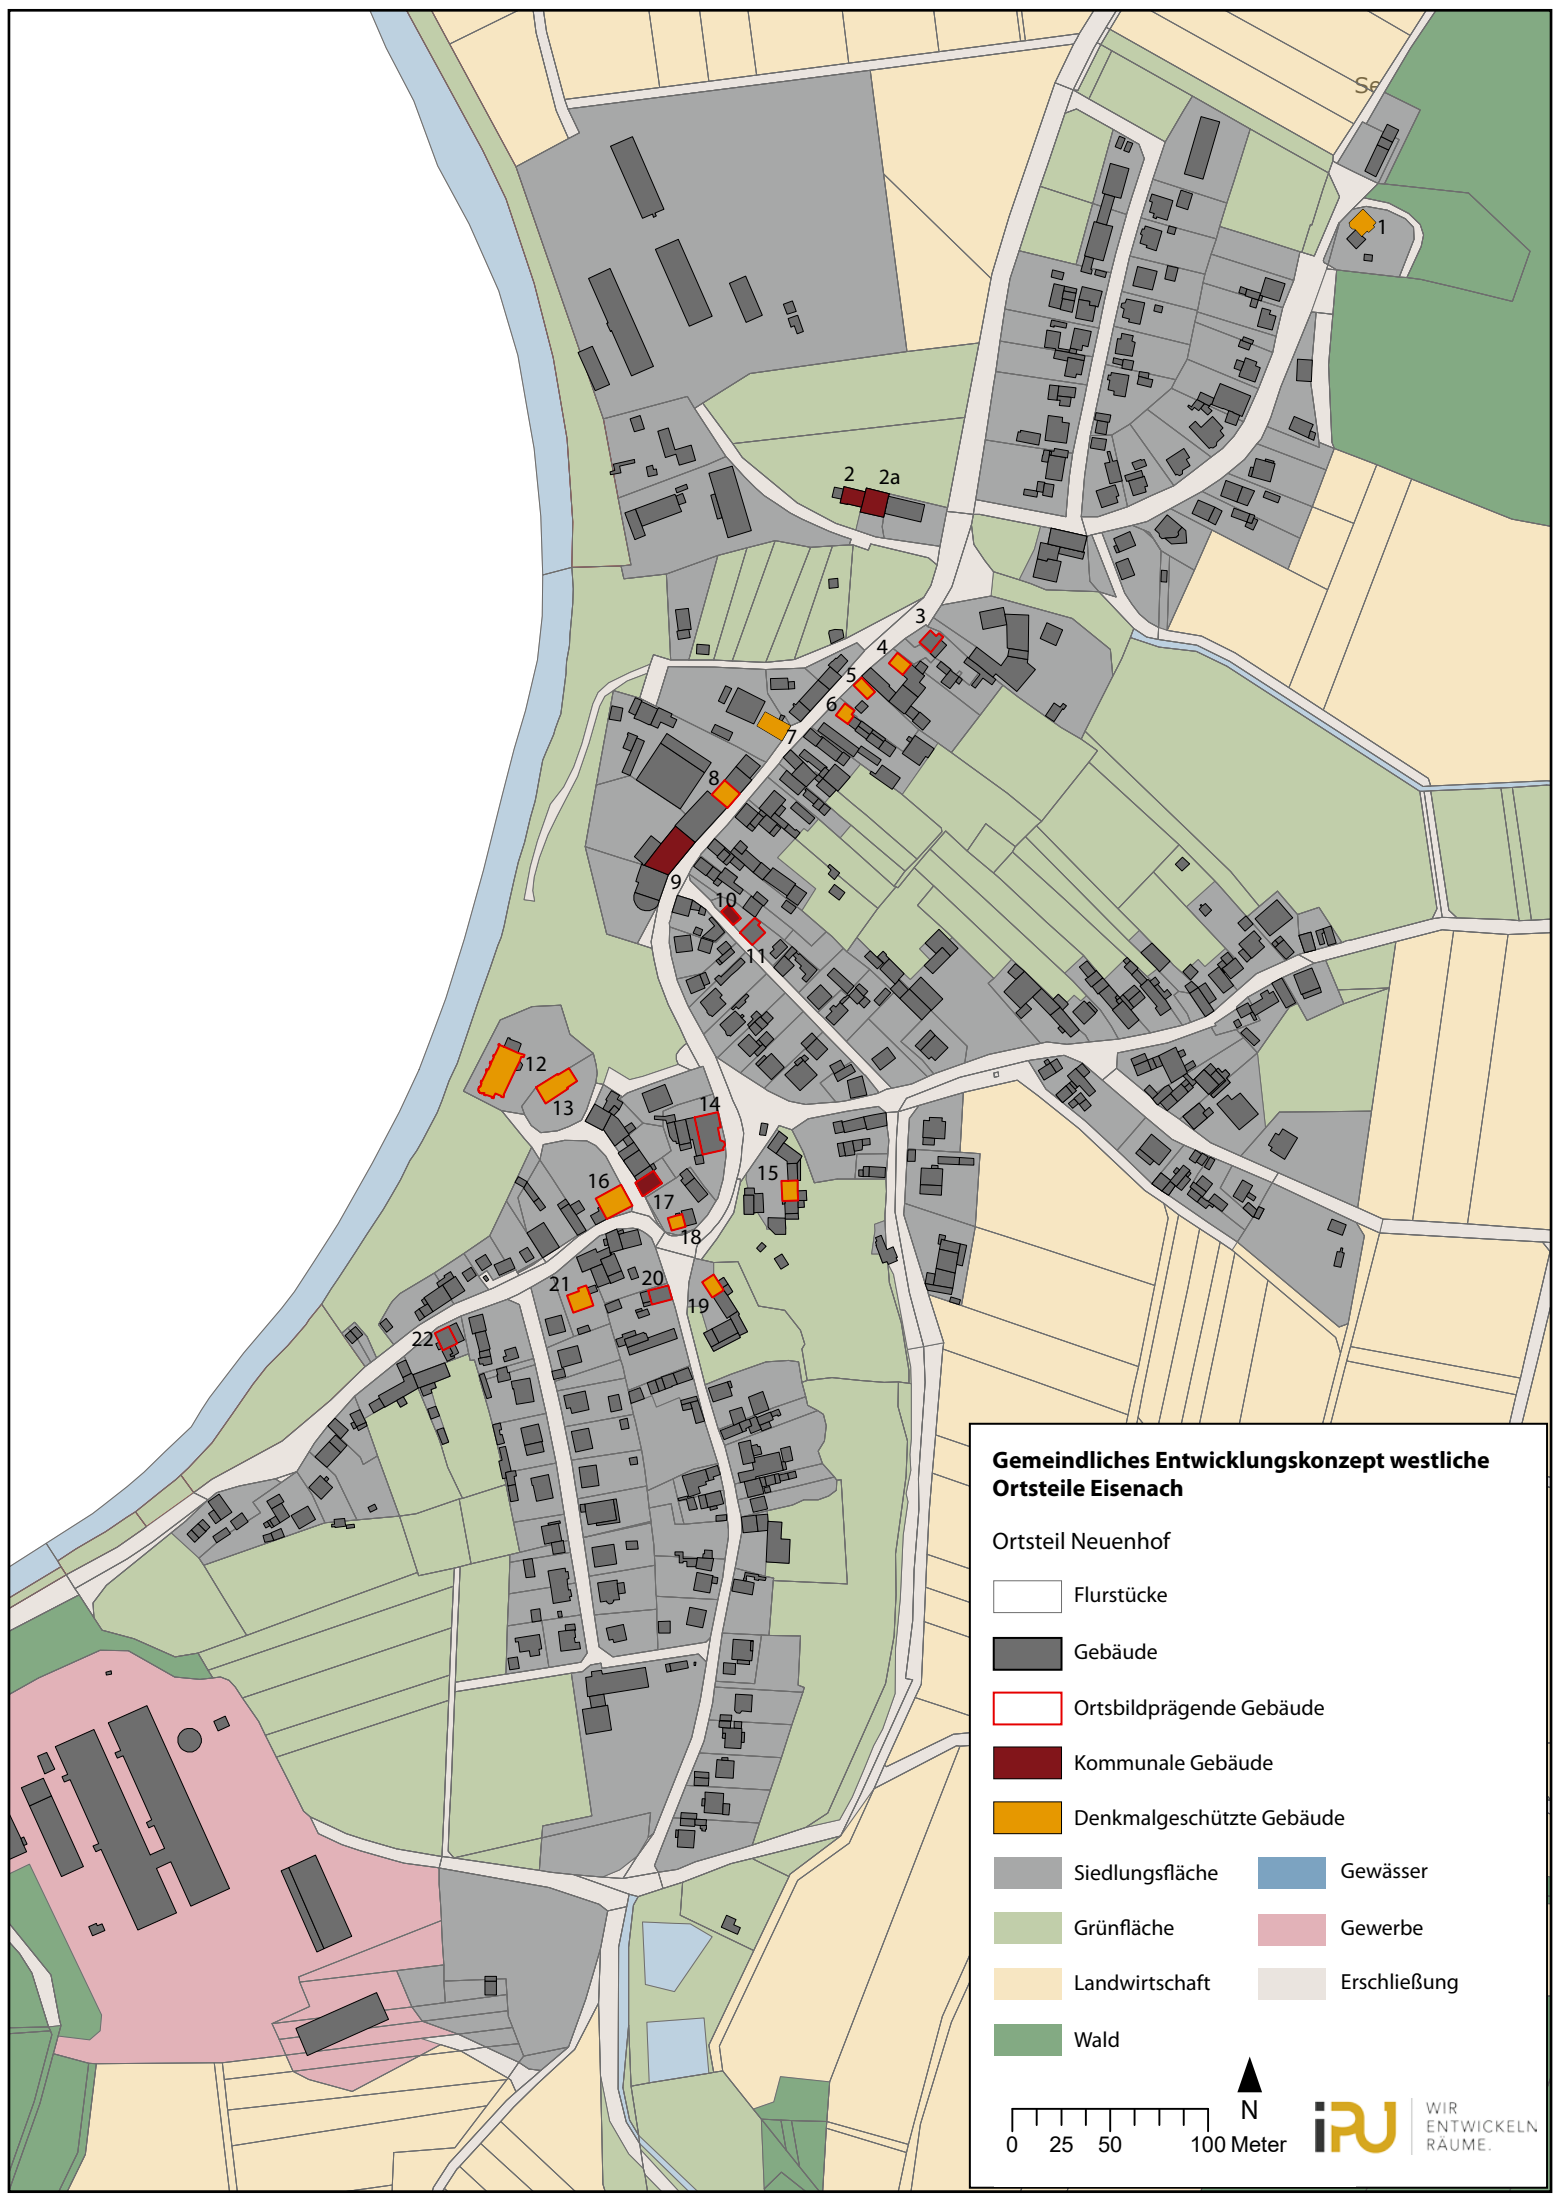 Se
1
2
2a
3
4
5
6
7
8
9
10
11
12
13
14
15
16
17
18
19
20
21
22
Gemeindliches Entwicklungskonzept westliche
Ortsteile Eisenach
Ortsteil Neuenhof
Flurstücke
Gebäude
Ortsbildprägende Gebäude
Kommunale Gebäude
Denkmalgeschützte Gebäude
Siedlungsfläche
Gewässer
Grünfläche
Gewerbe
Landwirtschaft
Erschließung
Wald
N
0 25 50 100 Meter
iPU
WIR
ENTWICKELN
RÄUME.